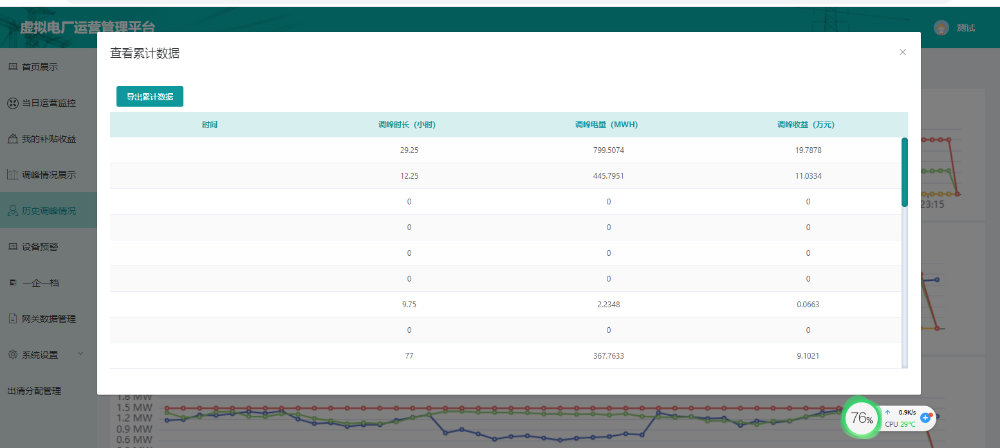 虚拟电厂运营管理平台
测试
首页展示
当日运营监控
我的补贴收益
调峰情况展示
历史调峰情况
设备预警
一企一档
网关数据管理
系统设置
出清分配管理
查看累计数据
导出累计数据
时间 调峰时长（小时） 调峰电量（MWH） 调峰收益（万元）
29.25 799.5074 19.7878
12.25 445.7951 11.0334
0 0 0
0 0 0
0 0 0
0 0 0
9.75 2.2348 0.0663
0 0 0
77 367.7633 9.1021
23:15
1.8 MW
1.5 MW
1.2 MW
0.9 MW
0.6 MW
76%
0.9K/s
CPU 29℃